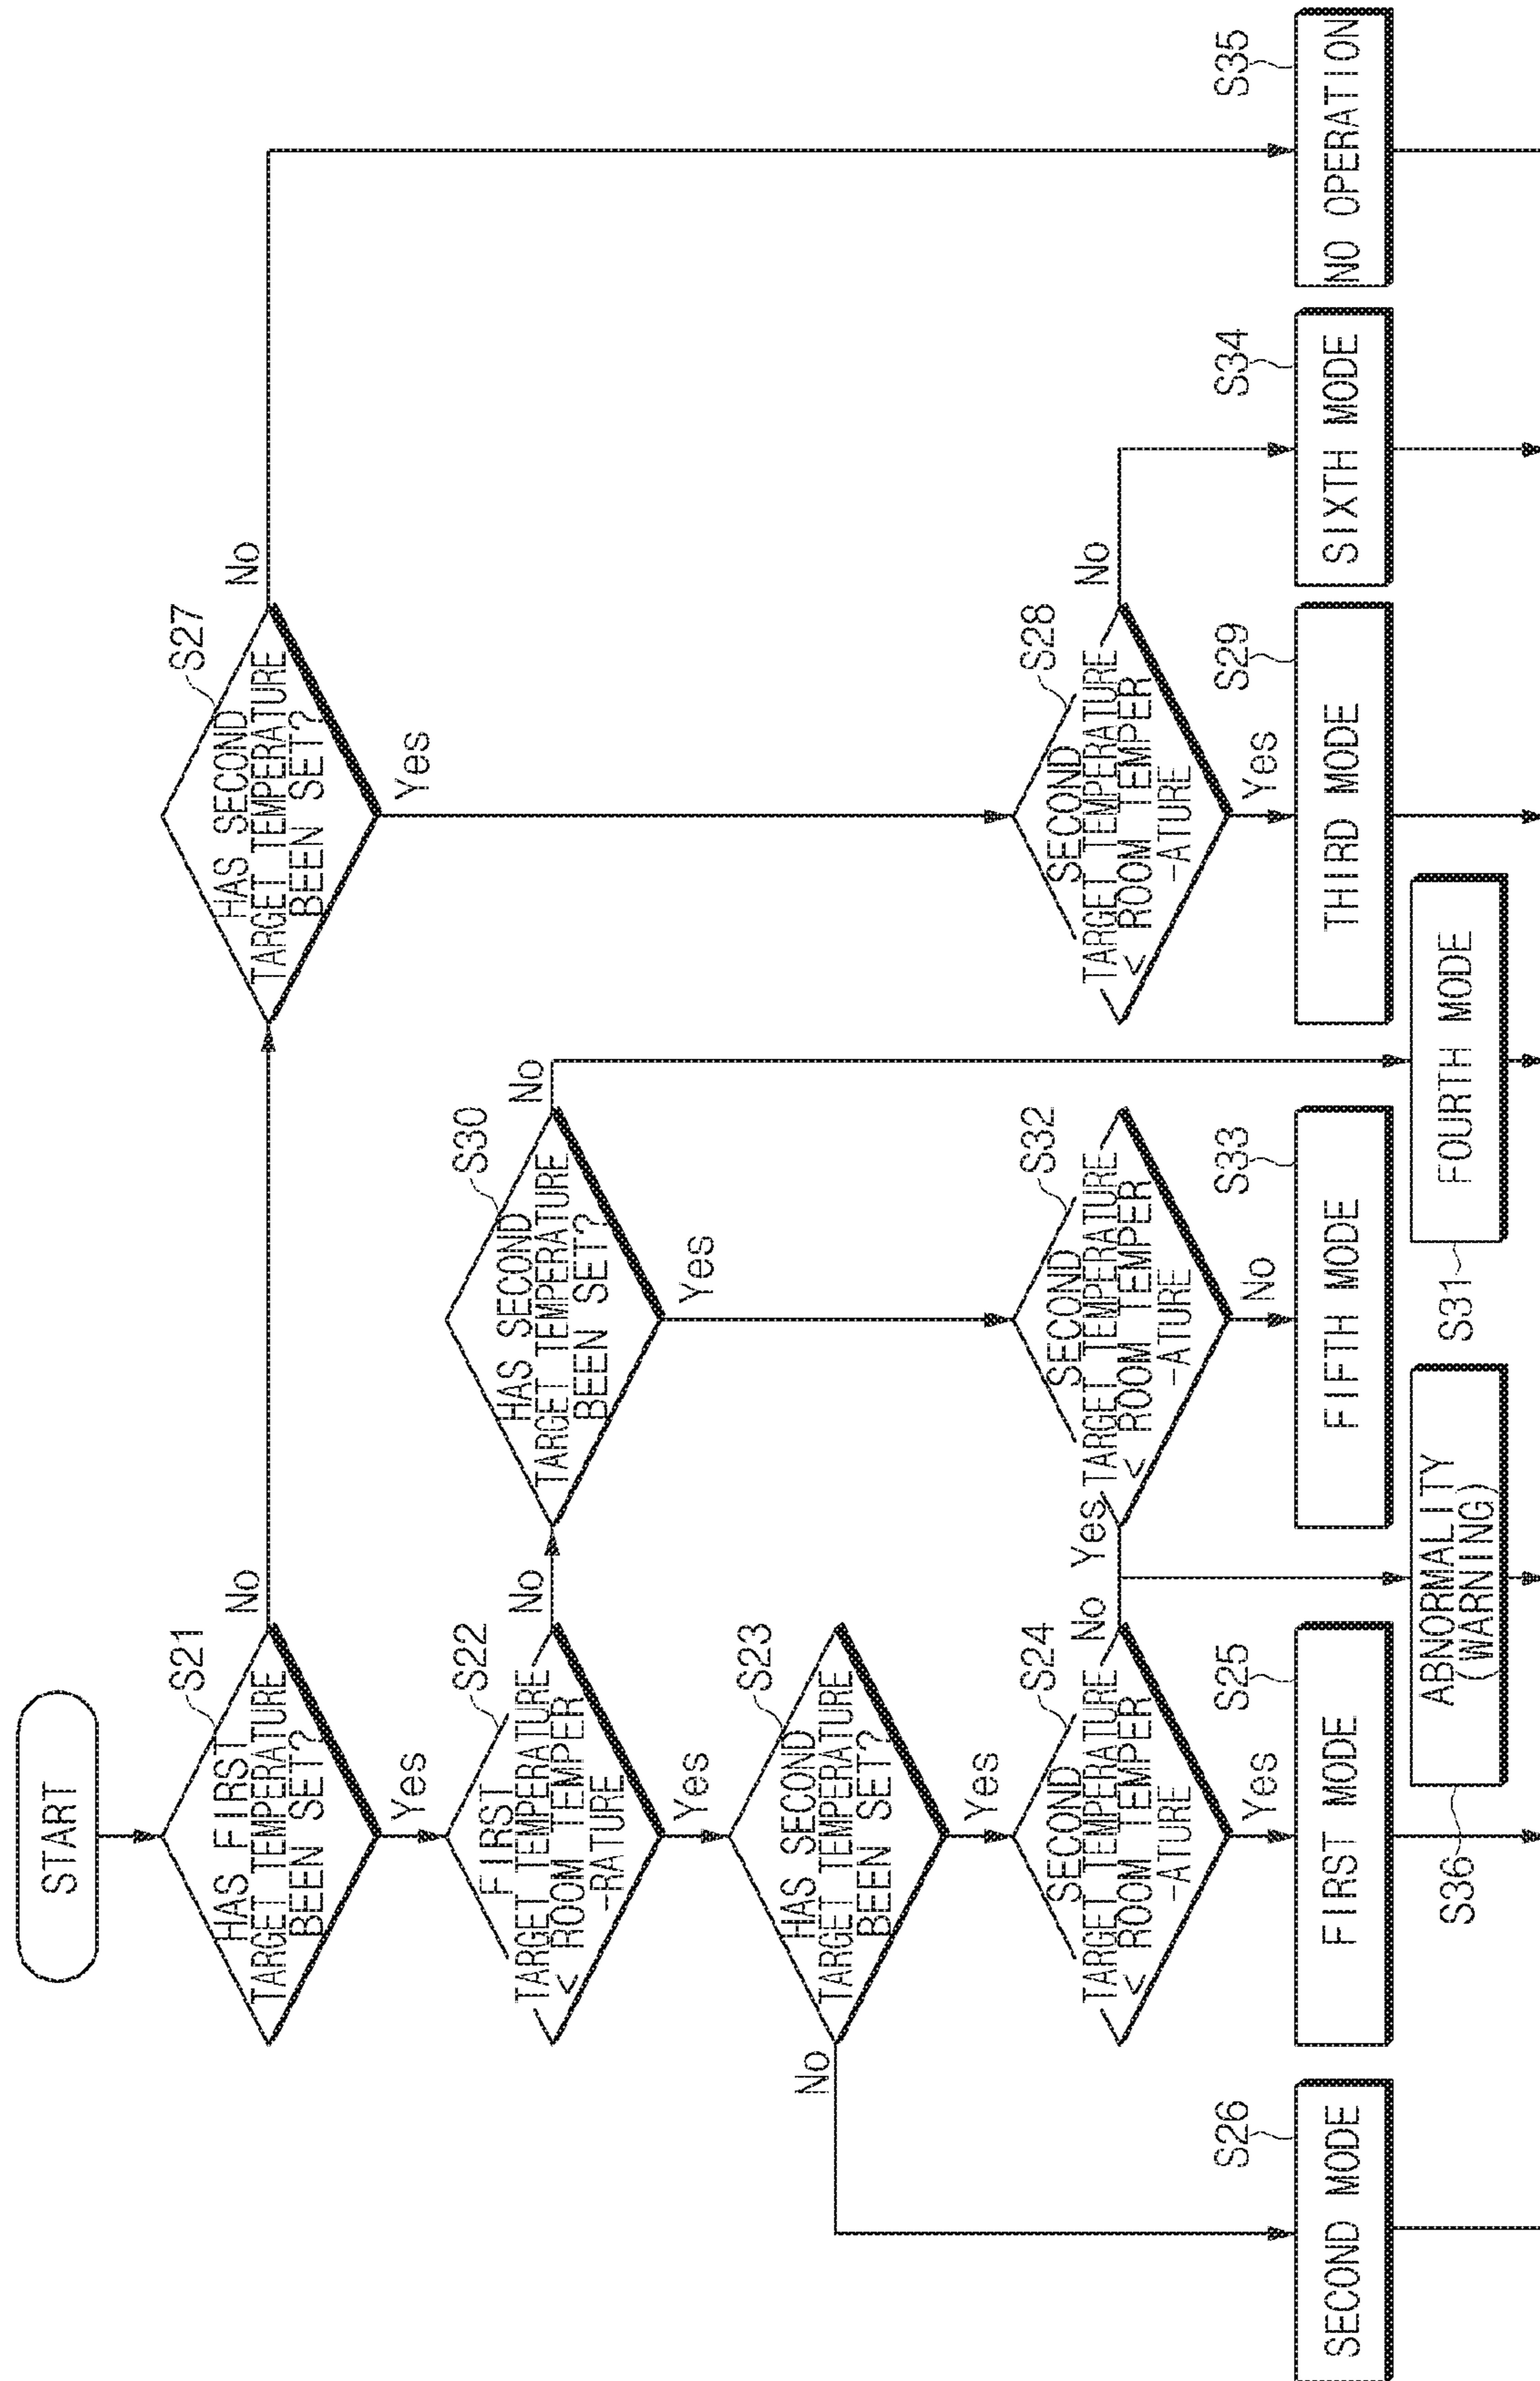 START
S21
HAS FIRST
TARGET TEMPERATURE
BEEN SET?
No
Yes
S27
HAS SECOND
TARGET TEMPERATURE
BEEN SET?
No
Yes
S22
FIRST
TARGET TEMPERATURE
< ROOM TEMPER
-RATURE
No
Yes
S30
HAS SECOND
TARGET TEMPERATURE
BEEN SET?
No
Yes
S23
HAS SECOND
TARGET TEMPERATURE
BEEN SET?
No
Yes
S24
SECOND
TARGET TEMPERATURE
< ROOM TEMPER
-ATURE
No
Yes
S32
SECOND
TARGET TEMPERATURE
< ROOM TEMPER
-ATURE
Yes
No
S28
SECOND
TARGET TEMPERATURE
< ROOM TEMPER
-ATURE
No
Yes
S26
SECOND MODE
S25
FIRST MODE
S33
FIFTH MODE
S29
THIRD MODE
S34
SIXTH MODE
S35
NO OPERATION
S36
ABNORMALITY
(WARNING)
S31
FOURTH MODE